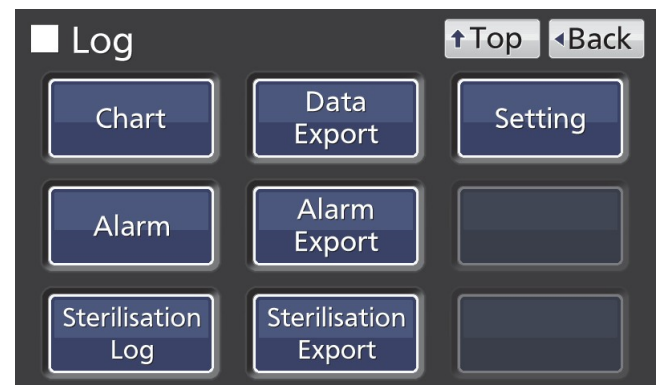 Log
↑Top
◂Back
Chart
Data
Export
Setting
Alarm
Alarm
Export
Sterilisation
Log
Sterilisation
Export